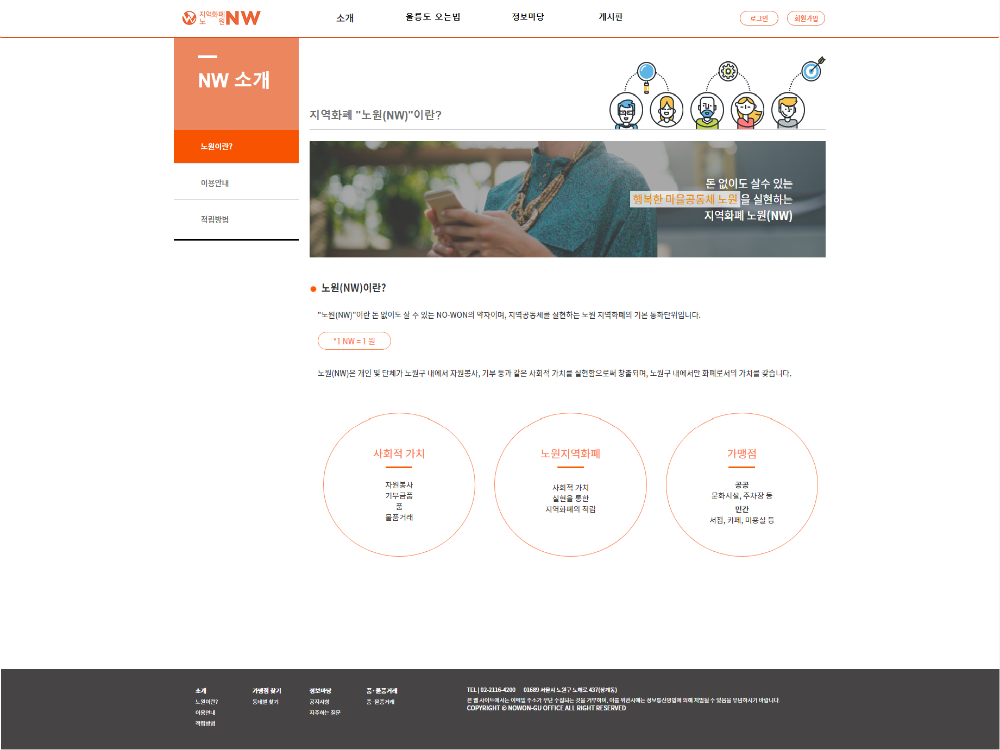 지역화폐
노 원 NW
소개
울릉도 오는법
정보마당
게시판
로그인
회원가입
NW 소개
노원이란?
이용안내
적립방법
지역화폐 "노원(NW)"이란?
돈 없이도 살수 있는
행복한 마을공동체 노원을 실현하는
지역화폐 노원(NW)
노원(NW)이란?
"노원(NW)"이란 돈 없이도 살 수 있는 NO-WON의 약자이며, 지역공동체를 실현하는 노원 지역화폐의 기본 통화단위입니다.
*1 NW = 1 원
노원(NW)은 개인 및 단체가 노원구 내에서 자원봉사, 기부 등과 같은 사회적 가치를 실현함으로써 창출되며, 노원구 내에서만 화폐로서의 가치를 갖습니다.
사회적 가치
자원봉사
기부금품
품
물품거래
노원지역화폐
사회적 가치
실현을 통한
지역화폐의 적립
가맹점
공공
문화시설, 주차장 등
민간
서점, 카페, 미용실 등
소개
노원이란?
이용안내
적립방법
가맹점 찾기
동네별 찾기
정보마당
공지사항
자주하는 질문
품·물품거래
품·물품거래
TEL | 02-2116-4200 01689 서울시 노원구 노해로 437(상계동)
본 웹 사이트에서는 이메일 주소가 무단 수집되는 것을 거부하며, 이를 위반시에는 정보통신망법에 의해 처벌될 수 있음을 유념하시기 바랍니다.
COPYRIGHT © NOWON-GU OFFICE ALL RIGHT RESERVED